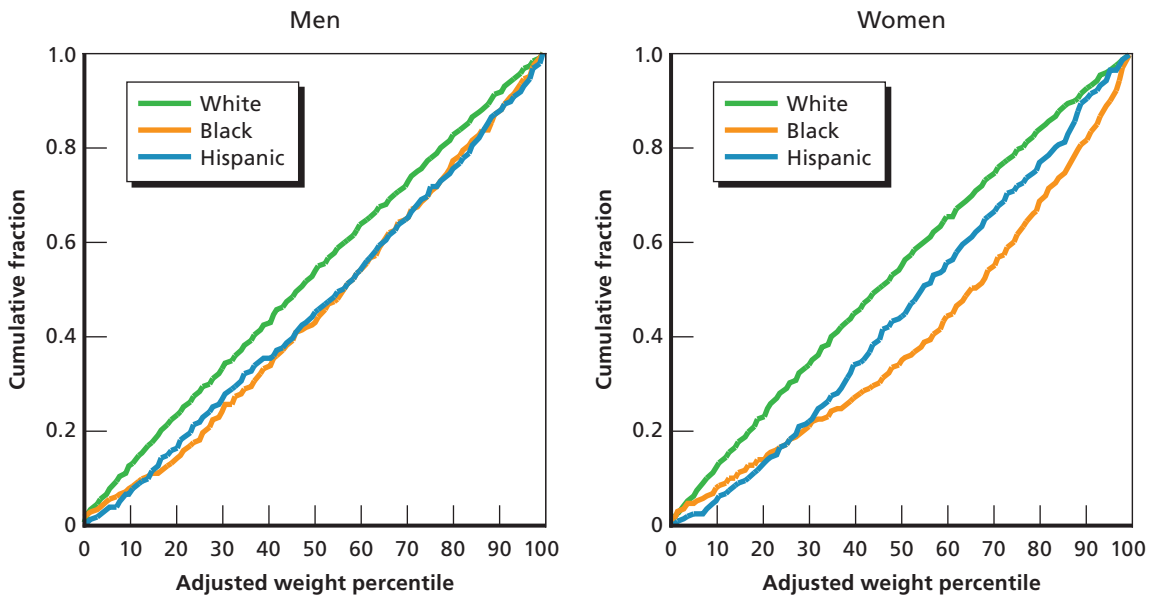 Men
1.0
0.8
0.6
0.4
0.2
0
Cumulative fraction
White
Black
Hispanic
0 10 20 30 40 50 60 70 80 90 100
Adjusted weight percentile
Women
1.0
0.8
0.6
0.4
0.2
0
Cumulative fraction
White
Black
Hispanic
0 10 20 30 40 50 60 70 80 90 100
Adjusted weight percentile